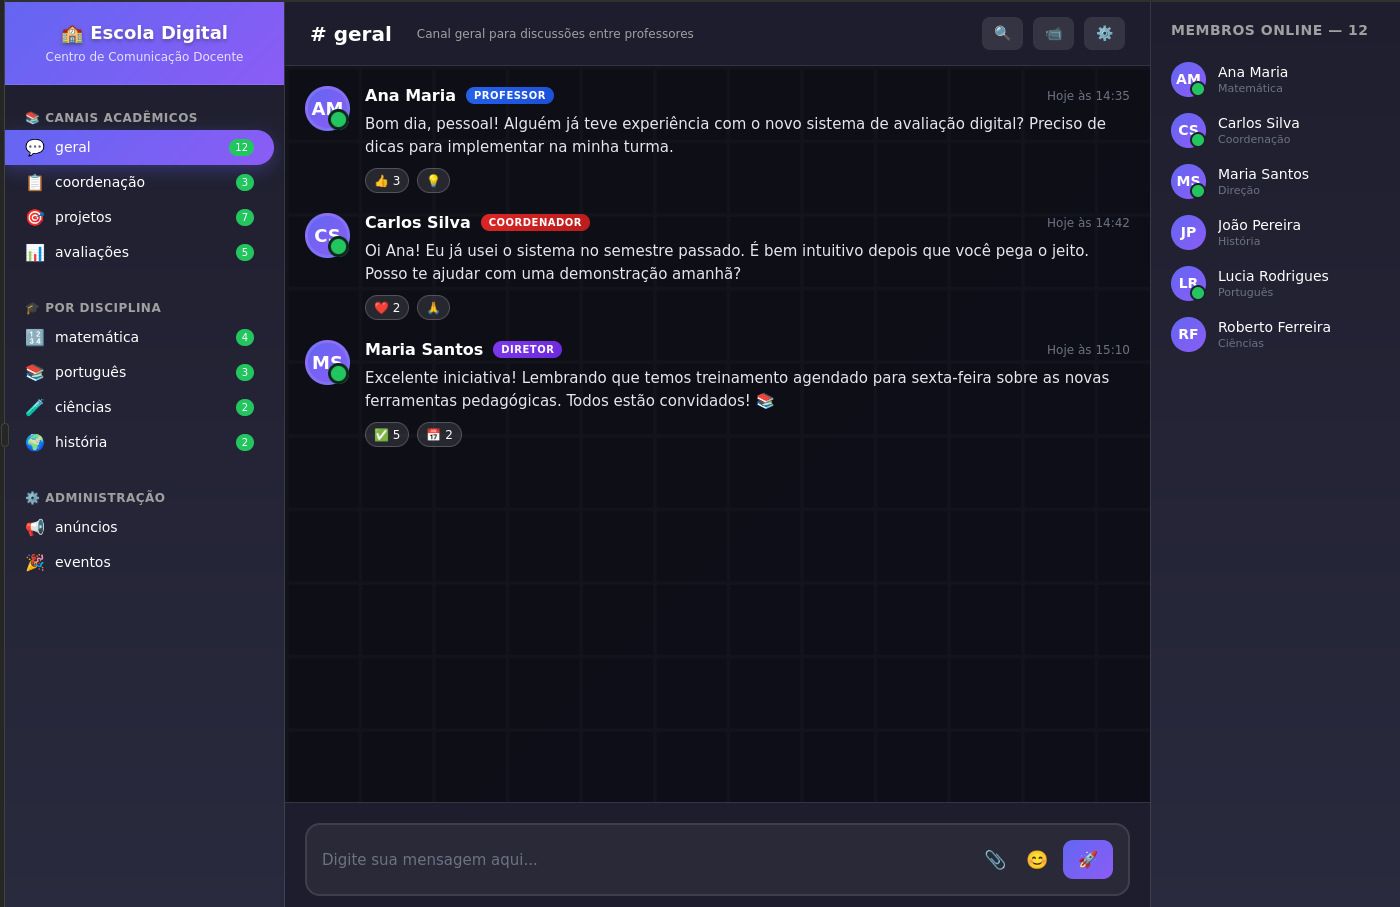 🏫 Escola Digital
Centro de Comunicação Docente
📚 CANAIS ACADÊMICOS
💬 geral 12
📋 coordenação 3
🎯 projetos 7
📊 avaliações 5
🎓 POR DISCIPLINA
🔢 matemática 4
📚 português 3
🧪 ciências 2
🌍 história 2
⚙️ ADMINISTRAÇÃO
📢 anúncios
🎉 eventos
# geral Canal geral para discussões entre professores
AM Ana Maria PROFESSOR Hoje às 14:35
Bom dia, pessoal! Alguém já teve experiência com o novo sistema de avaliação digital? Preciso de
dicas para implementar na minha turma.
👍 3 💡
CS Carlos Silva COORDENADOR Hoje às 14:42
Oi Ana! Eu já usei o sistema no semestre passado. É bem intuitivo depois que você pega o jeito.
Posso te ajudar com uma demonstração amanhã?
❤️ 2 🙏
MS Maria Santos DIRETOR Hoje às 15:10
Excelente iniciativa! Lembrando que temos treinamento agendado para sexta-feira sobre as novas
ferramentas pedagógicas. Todos estão convidados! 📚
✅ 5 📅 2
Digite sua mensagem aqui...
MEMBROS ONLINE — 12
AM Ana Maria
Matemática
CS Carlos Silva
Coordenação
MS Maria Santos
Direção
JP João Pereira
História
LR Lucia Rodrigues
Português
RF Roberto Ferreira
Ciências